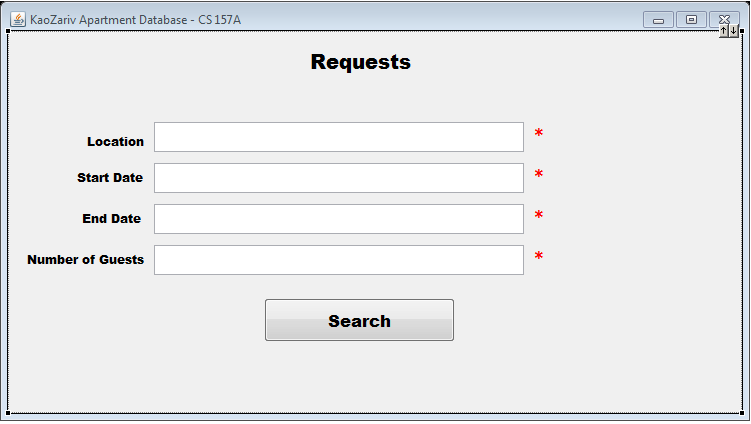 KaoZariv Apartment Database - CS 157A
Requests
Location *
Start Date *
End Date *
Number of Guests *
Search